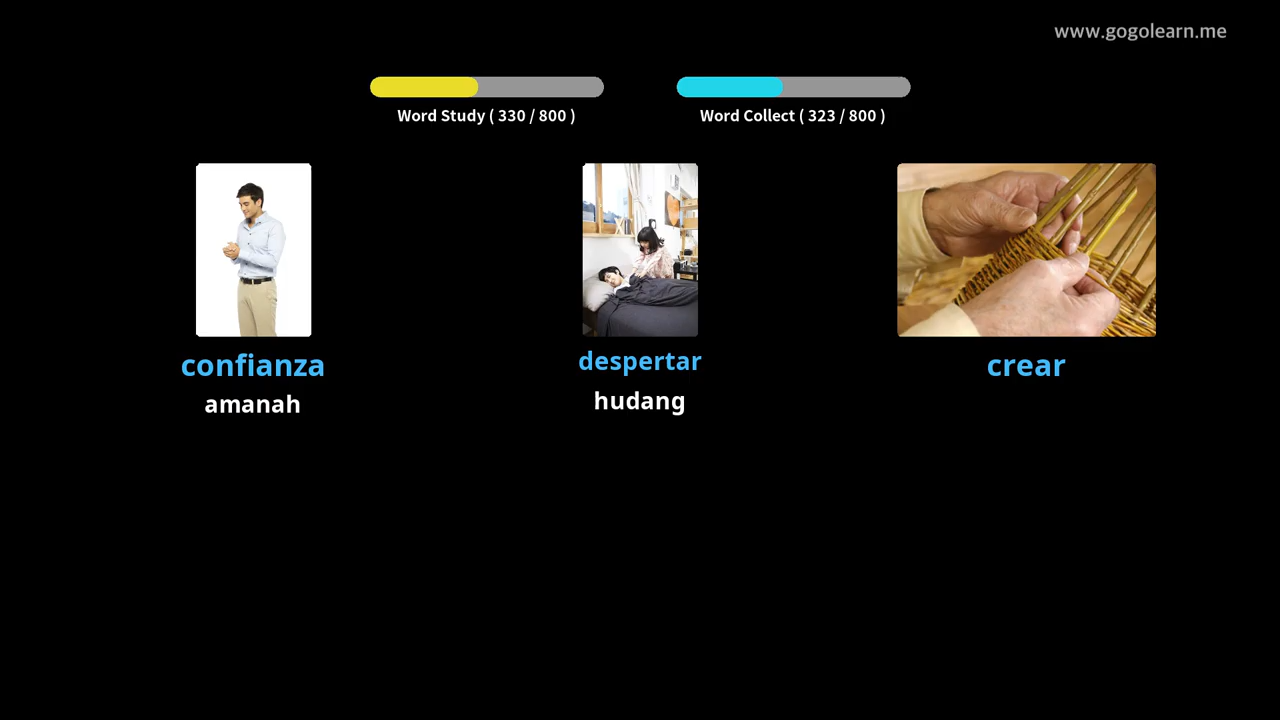 www.gogolearn.me
Word Study ( 330 / 800 )
Word Collect ( 323 / 800 )
confianza
amanah
despertar
hudang
crear